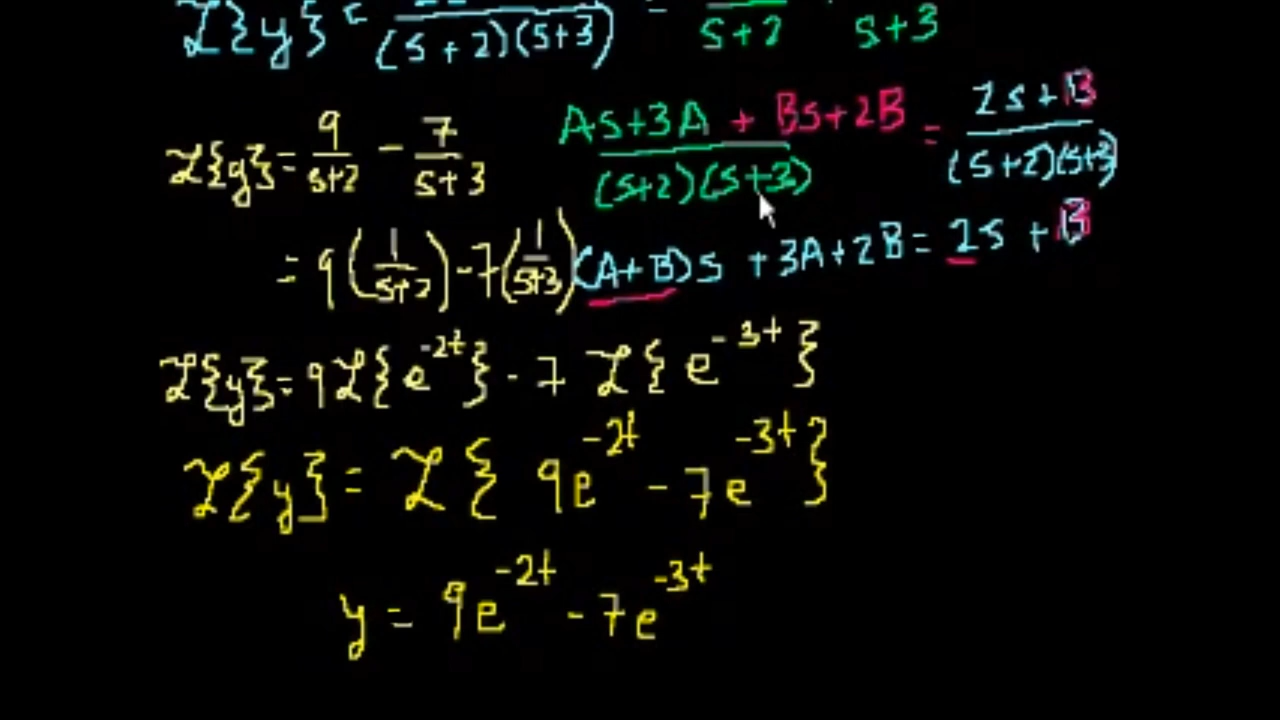 ℒ{y} = (s+2)(s+3) = s+2 s+3
ℒ{y} = 9/(s+2) - 7/(s+3)
As+3A + Bs+2B / (s+2)(s+3) = 2s+13 / (s+2)(s+3)
= 9(1/(s+2)) - 7(1/(s+3))
(A+B)s + 3A+2B = 2s + 13
ℒ{y} = 9ℒ{e^-2t} - 7 ℒ{e^-3t}
ℒ{y} = ℒ{ 9e^-2t - 7e^-3t }
y = 9e^-2t - 7e^-3t